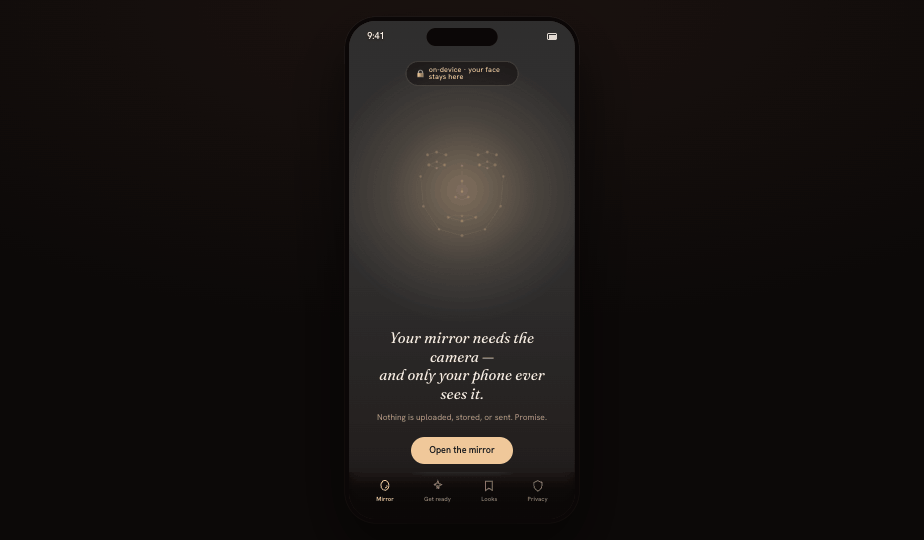 9:41
on-device · your face
stays here
Your mirror needs the
camera —
and only your phone ever
sees it.
Nothing is uploaded, stored, or sent. Promise.
Open the mirror
Mirror
Get ready
Looks
Privacy